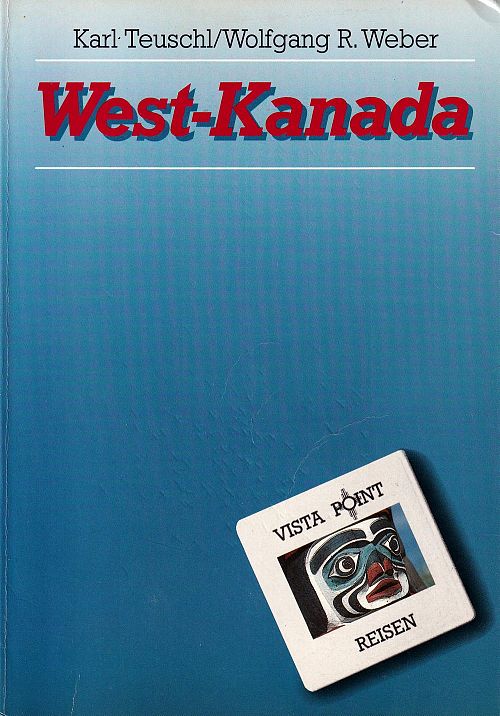 Karl Teuschl/Wolfgang R. Weber
West-Kanada
VISTA POINT
REISEN